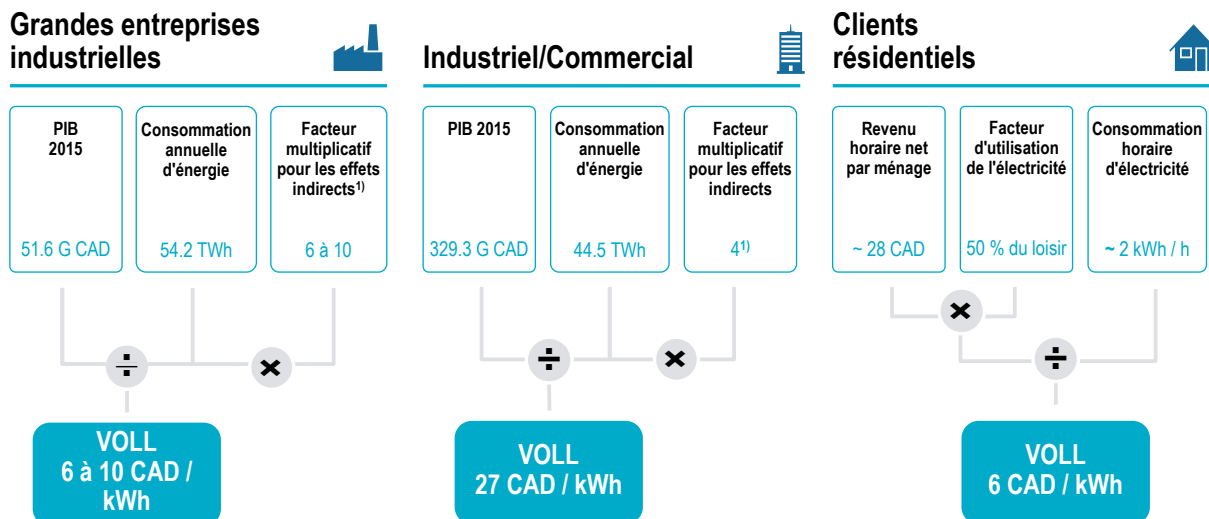 Grandes entreprises
industrielles
PIB
2015
51.6 G CAD
Consommation
annuelle
d'énergie
54.2 TWh
Facteur
multiplicatif
pour les effets
indirects¹⁾
6 à 10
÷
×
VOLL
6 à 10 CAD /
kWh
Industriel/Commercial
PIB 2015
329.3 G CAD
Consommation
annuelle
d'énergie
44.5 TWh
Facteur
multiplicatif
pour les effets
indirects
4¹⁾
÷
×
VOLL
27 CAD / kWh
Clients
résidentiels
Revenu
horaire net
par ménage
~ 28 CAD
Facteur
d'utilisation
de l'électricité
50 % du loisir
Consommation
horaire
d'électricité
~ 2 kWh / h
×
÷
VOLL
6 CAD / kWh